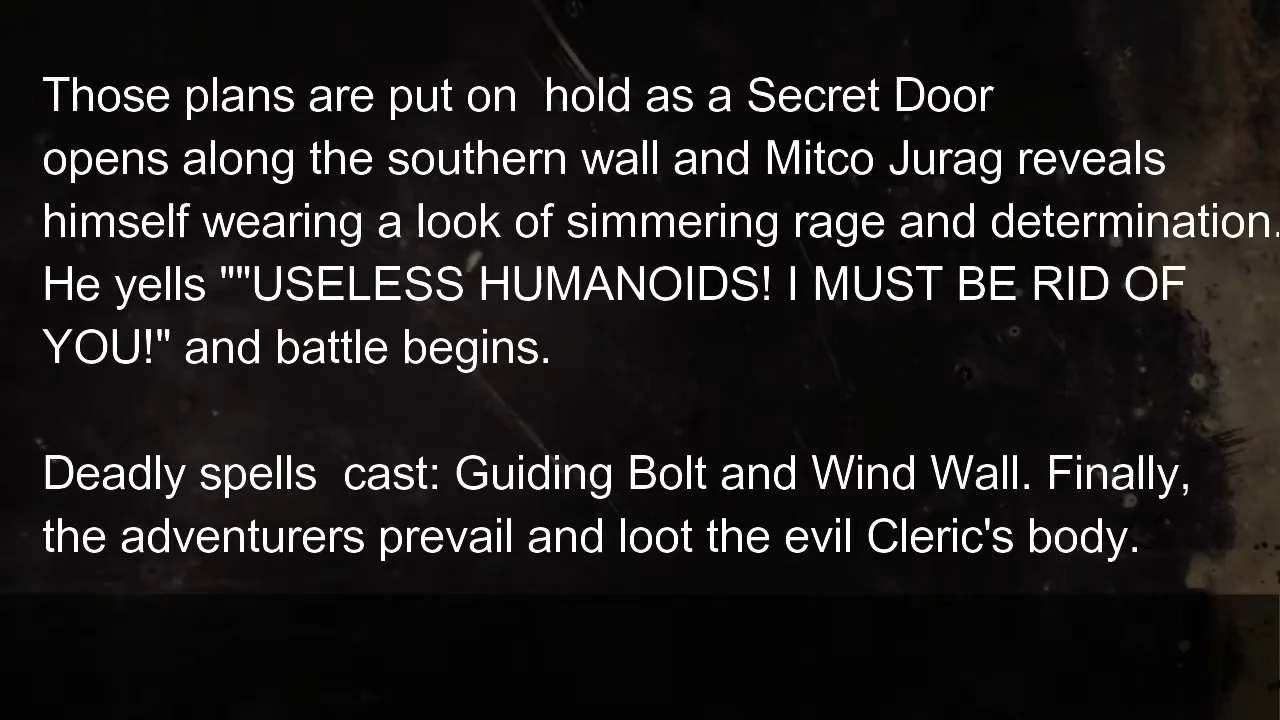 Those plans are put on  hold as a Secret Door
opens along the southern wall and Mitco Jurag reveals
himself wearing a look of simmering rage and determination.
He yells ""USELESS HUMANOIDS! I MUST BE RID OF
YOU!" and battle begins.
Deadly spells  cast: Guiding Bolt and Wind Wall. Finally,
the adventurers prevail and loot the evil Cleric's body.